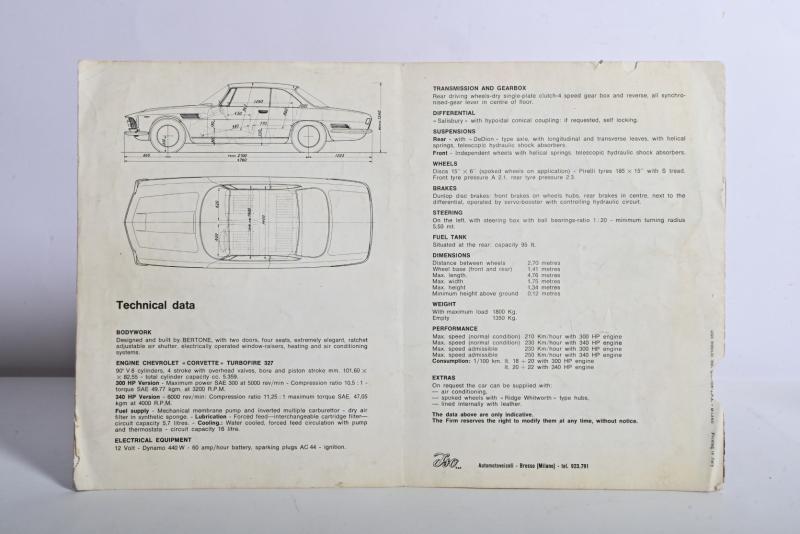 Technical data
BODYWORK
Designed and built by BERTONE, with two doors, four seats, extremely elegant, ratchet
adjustable air shutter, electrically operated window-raisers, heating and air conditioning
systems.
ENGINE CHEVROLET «CORVETTE» TURBOFIRE 327
90° V 8 cylinders, 4 stroke with overhead valves, bore and piston stroke mm. 101,60 ×
× 82,55 - total cylinder capacity cc. 5.359.
300 HP Version - Maximum power SAE 300 at 5000 rev/min - Compression ratio 10,5 : 1 -
torque SAE 49.77 kgm. at 3200 R.P.M.
340 HP Version - 6000 rev/min - Compression ratio 11,25 : 1 maximum torque SAE. 47,05
kgm at 4000 R.P.M.
Fuel supply - Mechanical membrane pump and inverted multiple carburettor - dry air
filter in synthetic sponge. - Lubrication - Forced feed—interchangeable cartridge filter—
circuit capacity 5,7 litres. - Cooling: Water cooled, forced feed circulation with pump
and thermostate - circuit capacity 16 litre.
ELECTRICAL EQUIPMENT
12 Volt - Dynamo 440 W - 60 amp/hour battery, sparking plugs AC 44 - ignition.
TRANSMISSION AND GEARBOX
Rear driving wheels-dry single-plate clutch-4 speed gear box and reverse, all synchro-
nised-gear lever in centre of floor.
DIFFERENTIAL
«Salisbury» with hypoidal conical coupling: if requested, self locking.
SUSPENSIONS
Rear - with «DeDion» type axle, with longitudinal and transverse leaves, with helical
springs, telescopic hydraulic shock absorbers.
Front - Independent wheels with helical springs, telescopic hydraulic shock absorbers.
WHEELS
Discs 15" × 6" (spoked wheels on application) - Pirelli tyres 185 × 15" with S tread.
Front tyre pressure A 2.1, rear tyre pressure 2.3.
BRAKES
Dunlop disc brakes: front brakes on wheels hubs, rear brakes in centre, next to the
differential, operated by servo-booster with controlling hydraulic circuit.
STEERING
On the left, with steering box with ball bearings-ratio 1:20 - minimum turning radius
5,50 mt.
FUEL TANK
Situated at the rear: capacity 95 lt.
DIMENSIONS
Distance between wheels 2,70 metres
Wheel base (front and rear) 1,41 metres
Max. length. 4,76 metres
Max. width 1,75 metres
Max. height 1,34 metres
Minimum height above ground 0,12 metres
WEIGHT
With maximum load 1800 Kg.
Empty 1350 Kg.
PERFORMANCE
Max. speed (normal condition) 210 Km/hour with 300 HP engine
Max. speed (normal condition) 230 Km/hour with 340 HP engine
Max. speed admissible 230 Km/hour with 300 HP engine
Max. speed admissible 250 Km/hour with 340 HP engine
Consumption: 1/100 km. lt. 18 ÷ 20 with 300 HP engine
lt. 20 ÷ 22 with 340 HP engine
EXTRAS
On request the car can be supplied with:
— air conditioning.
— spoked wheels with «Ridge Whitworth» type hubs,
— lined internally with leather.
The data above are only indicative.
The Firm reserves the right to modify them at any time, without notice.
Iso... Automotoveicoli - Bresso (Milano) - tel. 923.791